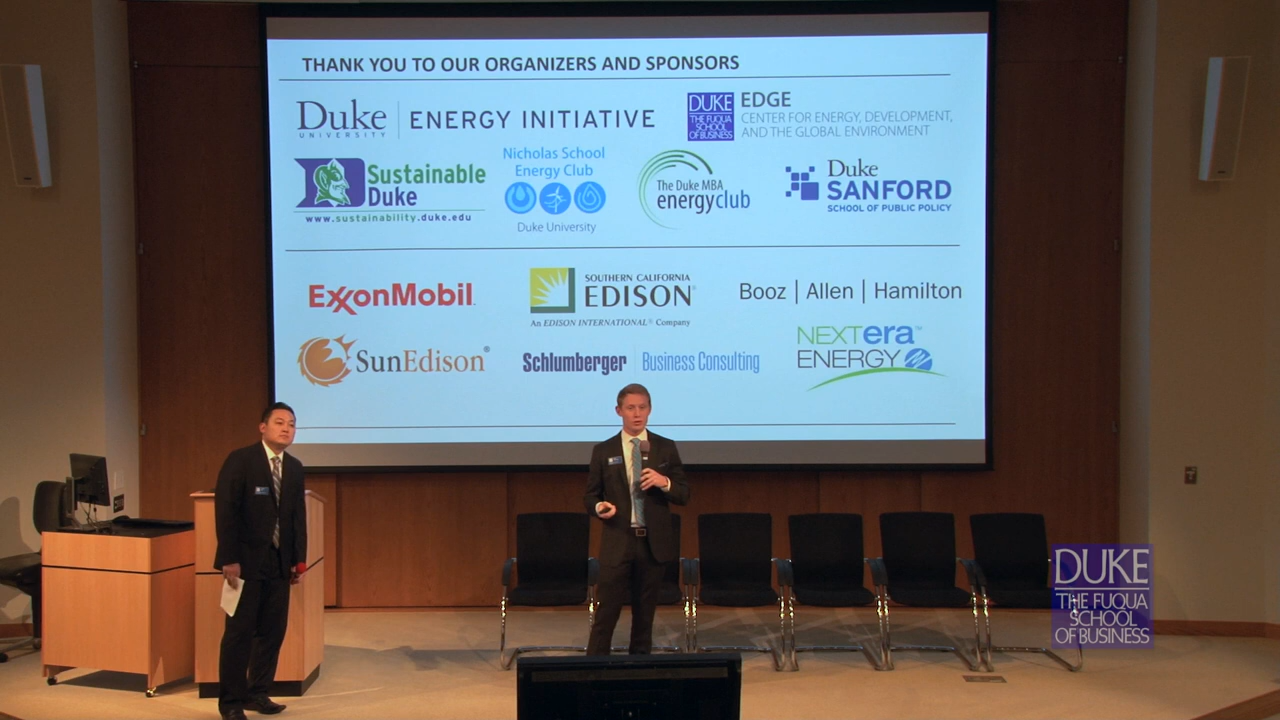 THANK YOU TO OUR ORGANIZERS AND SPONSORS
Duke
UNIVERSITY
ENERGY INITIATIVE
DUKE
THE FUQUA
SCHOOL
OF BUSINESS
EDGE
CENTER FOR ENERGY, DEVELOPMENT,
AND THE GLOBAL ENVIRONMENT
Sustainable
Duke
www.sustainability.duke.edu
Nicholas School
Energy Club
Duke University
The Duke MBA
energyclub
Duke
SANFORD
SCHOOL OF PUBLIC POLICY
ExxonMobil
SOUTHERN CALIFORNIA
EDISON®
An EDISON INTERNATIONAL® Company
Booz | Allen | Hamilton
SunEdison®
Schlumberger | Business Consulting
NEXTera™
ENERGY
DUKE
THE FUQUA
SCHOOL
OF BUSINESS